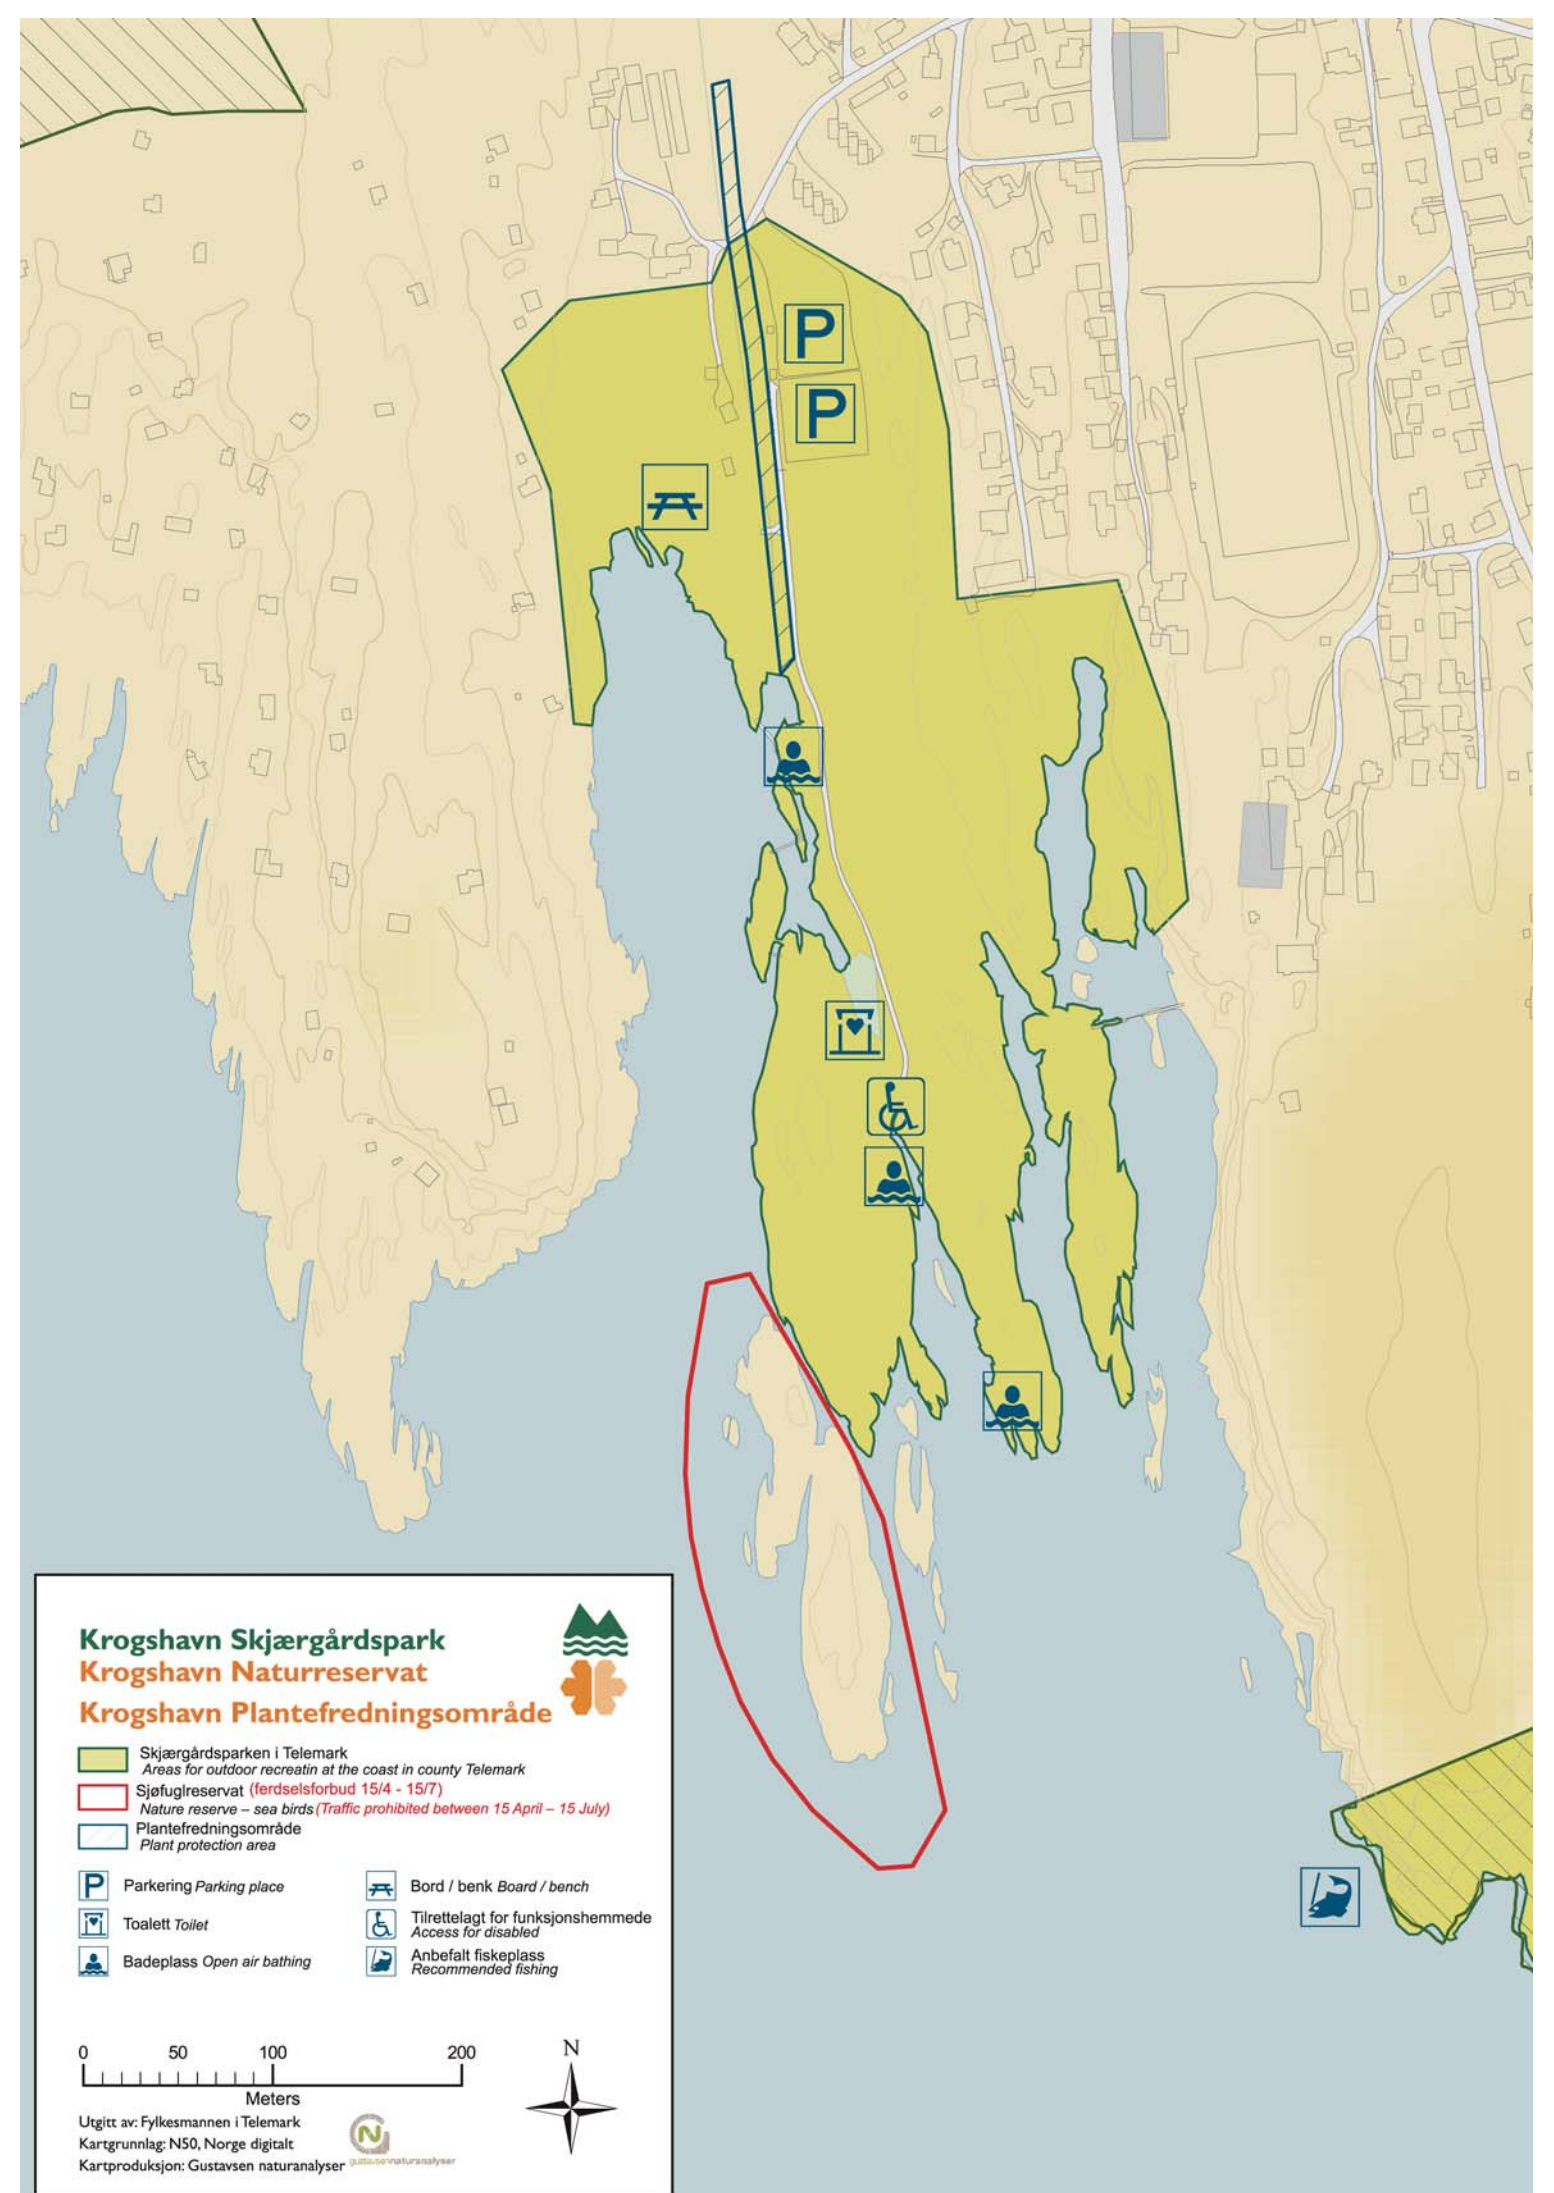 P
P
Krogshavn Skjærgårdspark
Krogshavn Naturreservat
Krogshavn Plantefredningsområde
Skjærgårdsparken i Telemark
Areas for outdoor recreatin at the coast in county Telemark
Sjøfuglreservat (ferdselsforbud 15/4 - 15/7)
Nature reserve – sea birds (Traffic prohibited between 15 April – 15 July)
Plantefredningsområde
Plant protection area
P Parkering Parking place
Bord / benk Board / bench
Toalett Toilet
Tilrettelagt for funksjonshemmede
Access for disabled
Badeplass Open air bathing
Anbefalt fiskeplass
Recommended fishing
0 50 100 200
Meters
N
Utgitt av: Fylkesmannen i Telemark
Kartgrunnlag: N50, Norge digitalt
Kartproduksjon: Gustavsen naturanalyser
N
gustavsennaturanalyser